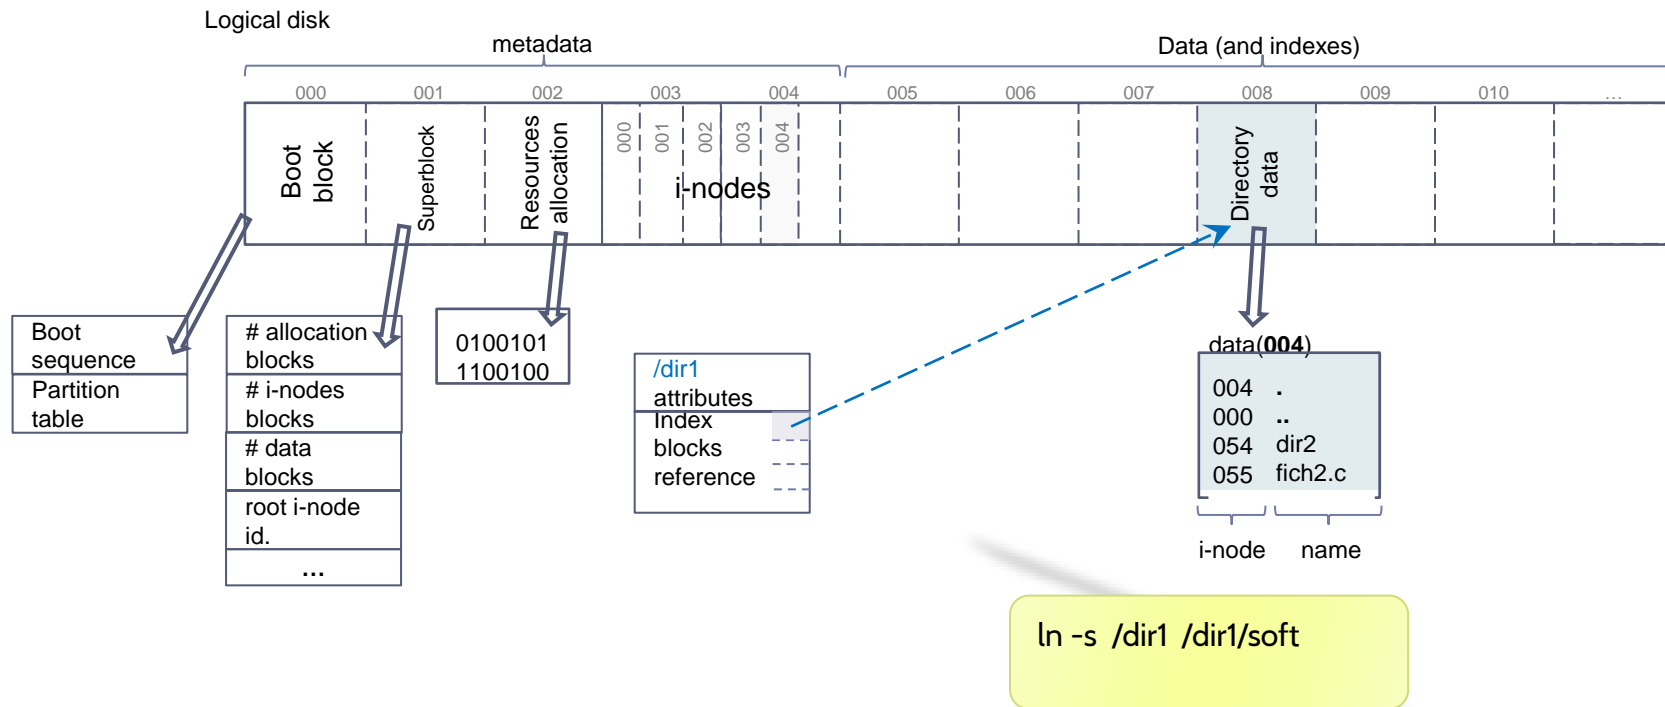 Logical disk
metadata
Data (and indexes)
000 001 002 003 004 005 006 007 008 009 010 ...
Boot
block
Superblock
Resources
allocation
000 001 002 003 004
i-nodes
Directory
data
Boot
sequence
Partition
table
# allocation
blocks
# i-nodes
blocks
# data
blocks
root i-node
id.
...
0100101
1100100
/dir1
attributes
Index
blocks
reference
data(004)
004 .
000 ..
054 dir2
055 fich2.c
i-node name
ln -s /dir1 /dir1/soft